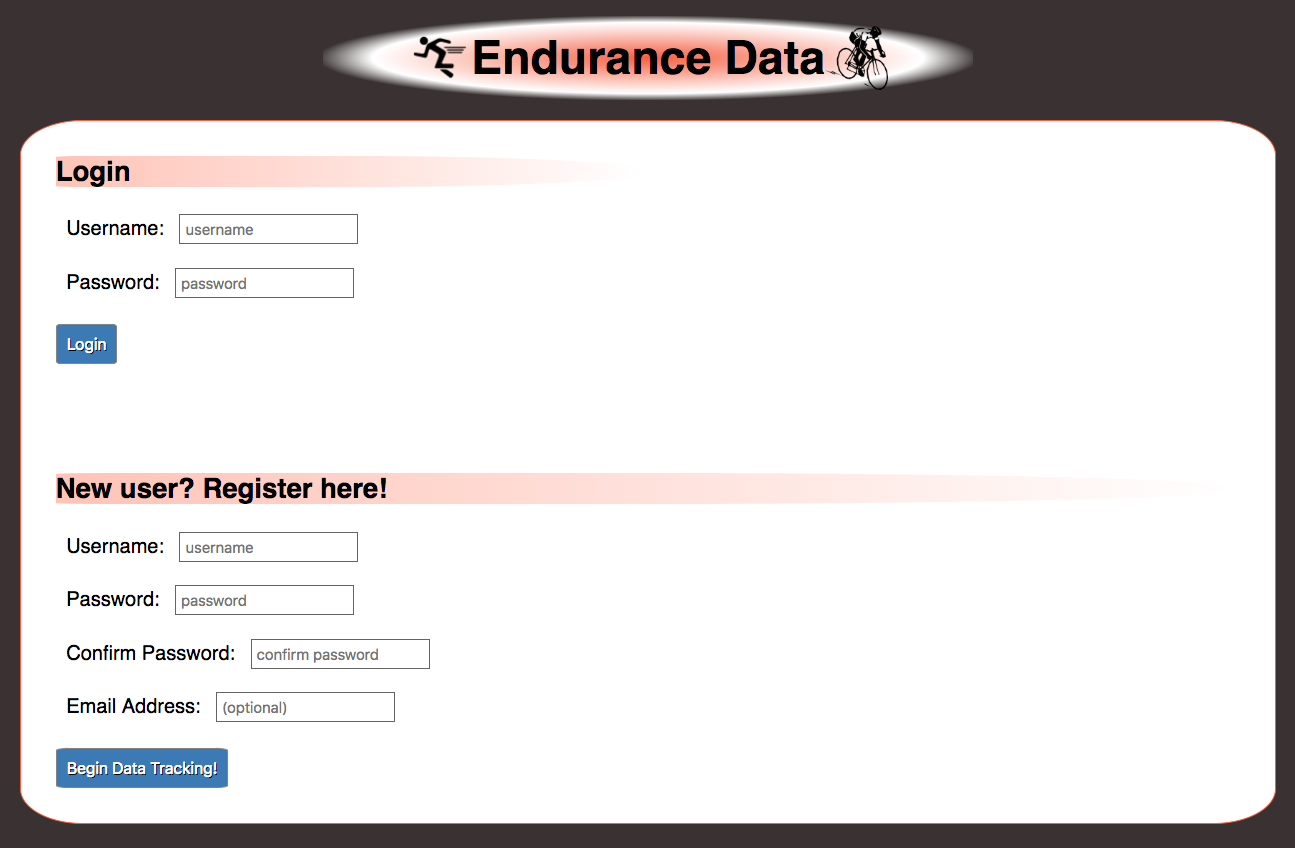 Endurance Data
Login
Username: username
Password: password
Login
New user? Register here!
Username: username
Password: password
Confirm Password: confirm password
Email Address: (optional)
Begin Data Tracking!